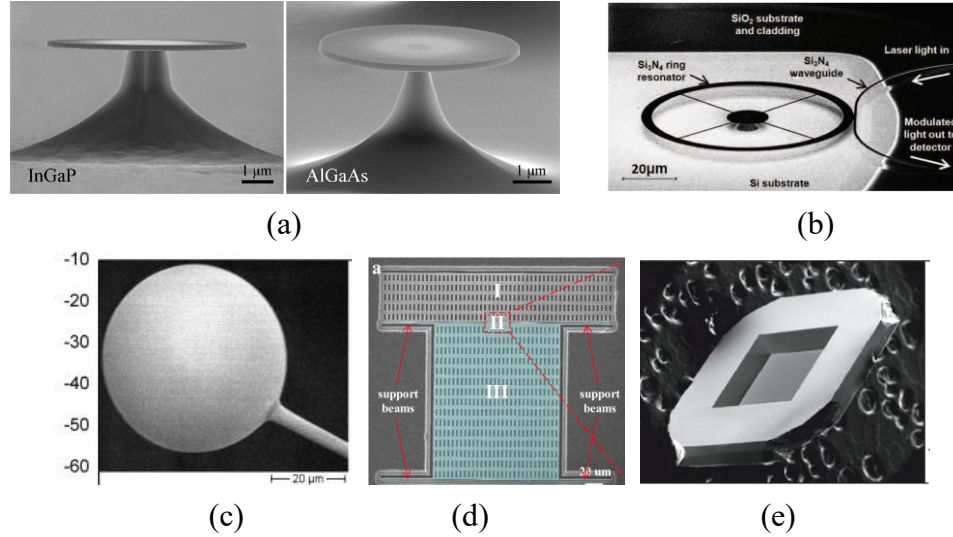 InGaP
1 μm
AlGaAs
1 μm
(a)
SiO2 substrate
and cladding
Laser light in
Si3N4
waveguide
Si3N4 ring
resonator
Modulated
light out to
detector
20μm
Si substrate
(b)
-10
-20
-30
-40
-50
-60
20 μm
(c)
a
I
II
III
support
beams
support
beams
20 um
(d)
(e)